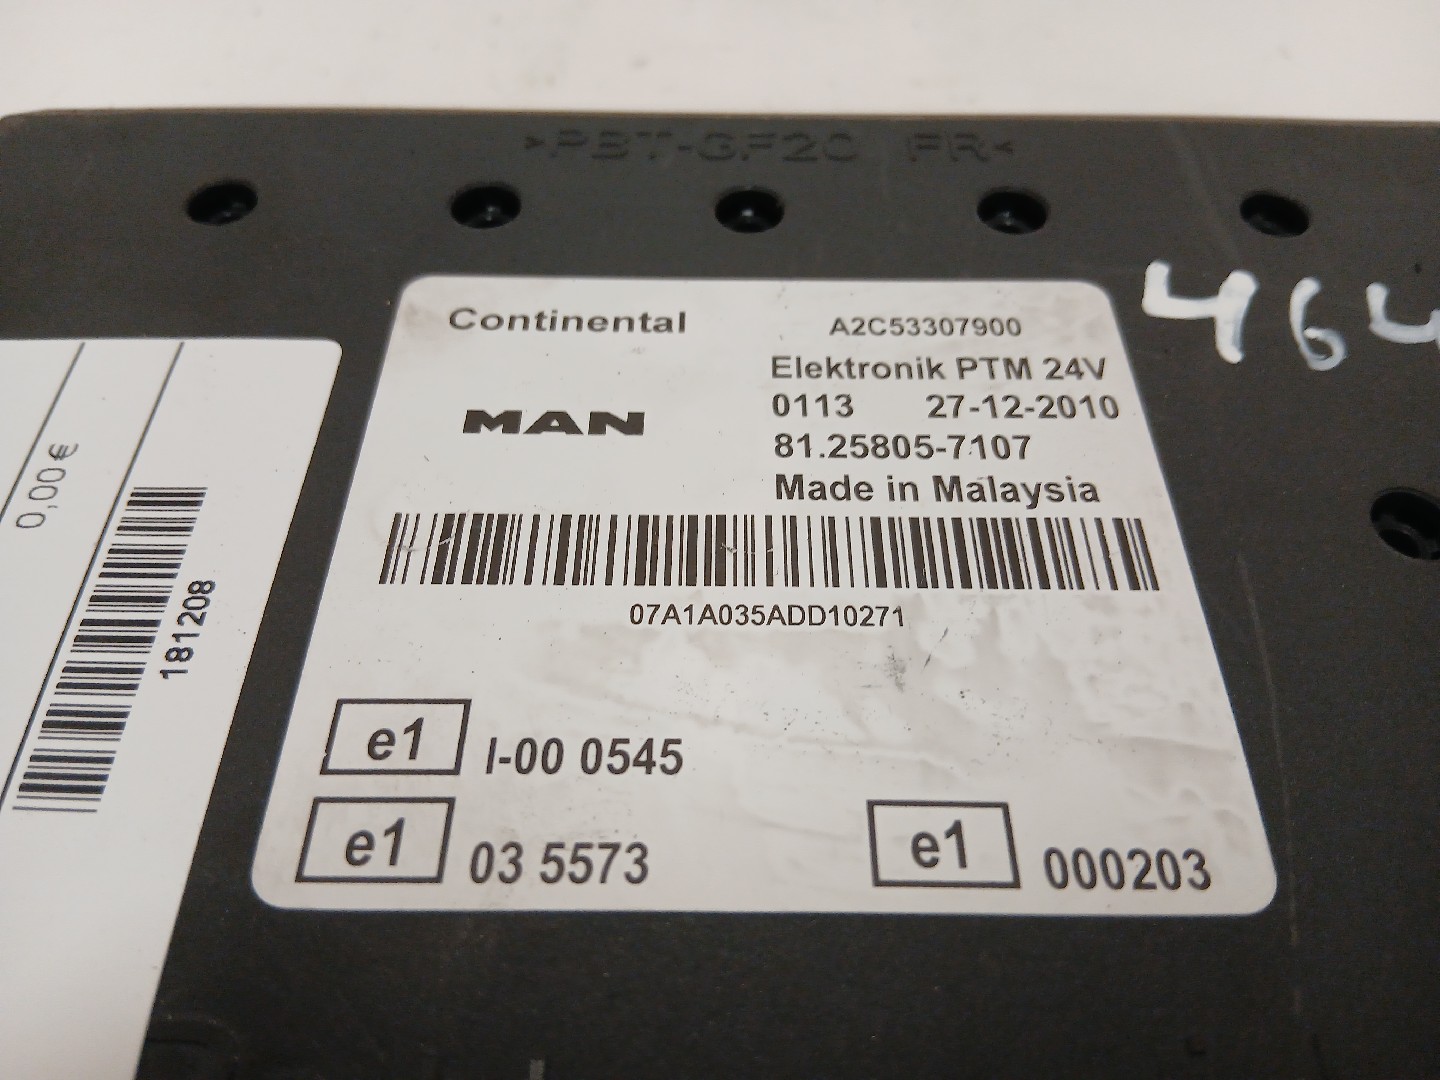 >PBT-GF20 FR<
464
Continental
A2C53307900
Elektronik PTM 24V
MAN
0113 27-12-2010
81.25805-7107
Made in Malaysia
07A1A035ADD10271
e1 I-00 0545
e1 03 5573
e1 000203
0,00€
181208